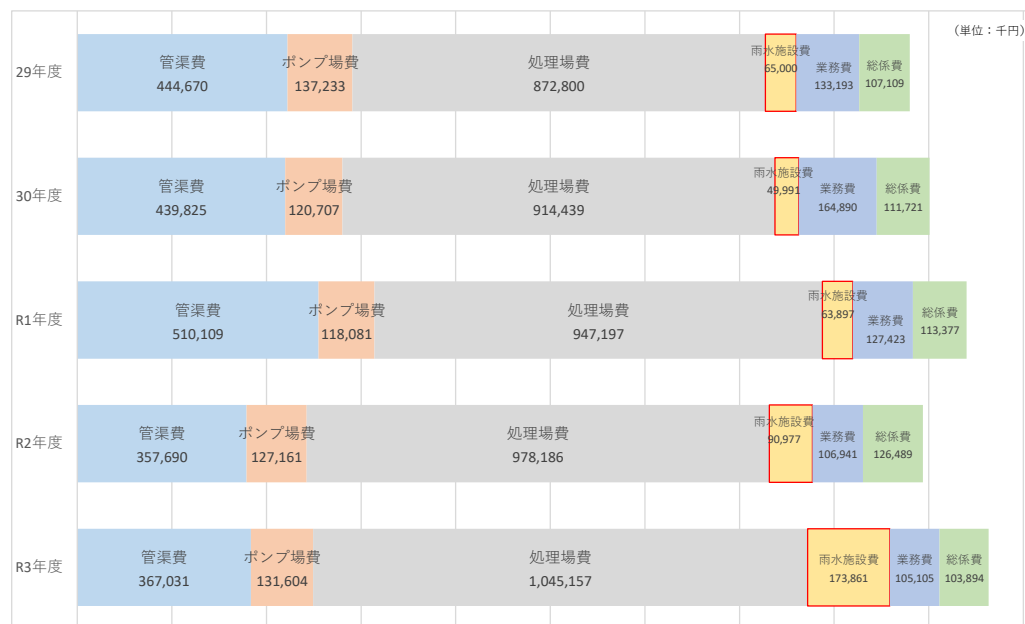 （単位：千円）
29年度
管渠費
444,670
ポンプ場費
137,233
処理場費
872,800
雨水施設費
65,000
業務費
133,193
総係費
107,109
30年度
管渠費
439,825
ポンプ場費
120,707
処理場費
914,439
雨水施設費
49,991
業務費
164,890
総係費
111,721
R1年度
管渠費
510,109
ポンプ場費
118,081
処理場費
947,197
雨水施設費
63,897
業務費
127,423
総係費
113,377
R2年度
管渠費
357,690
ポンプ場費
127,161
処理場費
978,186
雨水施設費
90,977
業務費
106,941
総係費
126,489
R3年度
管渠費
367,031
ポンプ場費
131,604
処理場費
1,045,157
雨水施設費
173,861
業務費
105,105
総係費
103,894